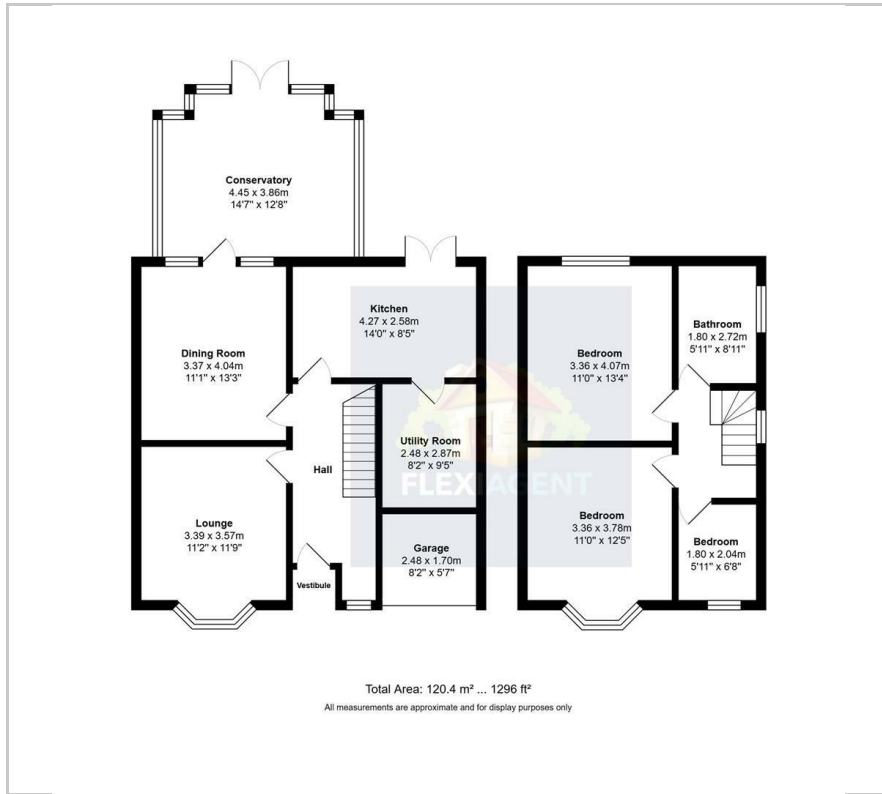 Conservatory
4.45 x 3.86m
14'7" x 12'8"
Kitchen
4.27 x 2.58m
14'0" x 8'5"
Dining Room
3.37 x 4.04m
11'1" x 13'3"
Utility Room
2.48 x 2.87m
8'2" x 9'5"
Hall
Lounge
3.39 x 3.57m
11'2" x 11'9"
Garage
2.48 x 1.70m
8'2" x 5'7"
Vestibule
Bathroom
1.80 x 2.72m
5'11" x 8'11"
Bedroom
3.36 x 4.07m
11'0" x 13'4"
Bedroom
3.36 x 3.78m
11'0" x 12'5"
Bedroom
1.80 x 2.04m
5'11" x 6'8"
FLEXIAGENT
Total Area: 120.4 m² ... 1296 ft²
All measurements are approximate and for display purposes only